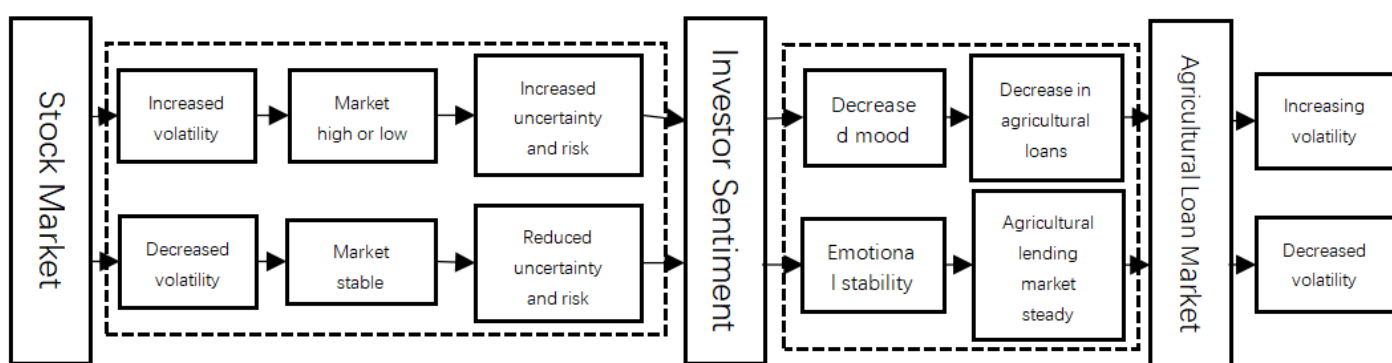 Stock Market
Increased
volatility
Market
high or low
Increased
uncertainty
and risk
Decreased
volatility
Market
stable
Reduced
uncertainty
and risk
Investor Sentiment
Decrease
d mood
Decrease in
agricultural
loans
Emotiona
l stability
Agricultural
lending
market
steady
Agricultural Loan Market
Increasing
volatility
Decreased
volatility